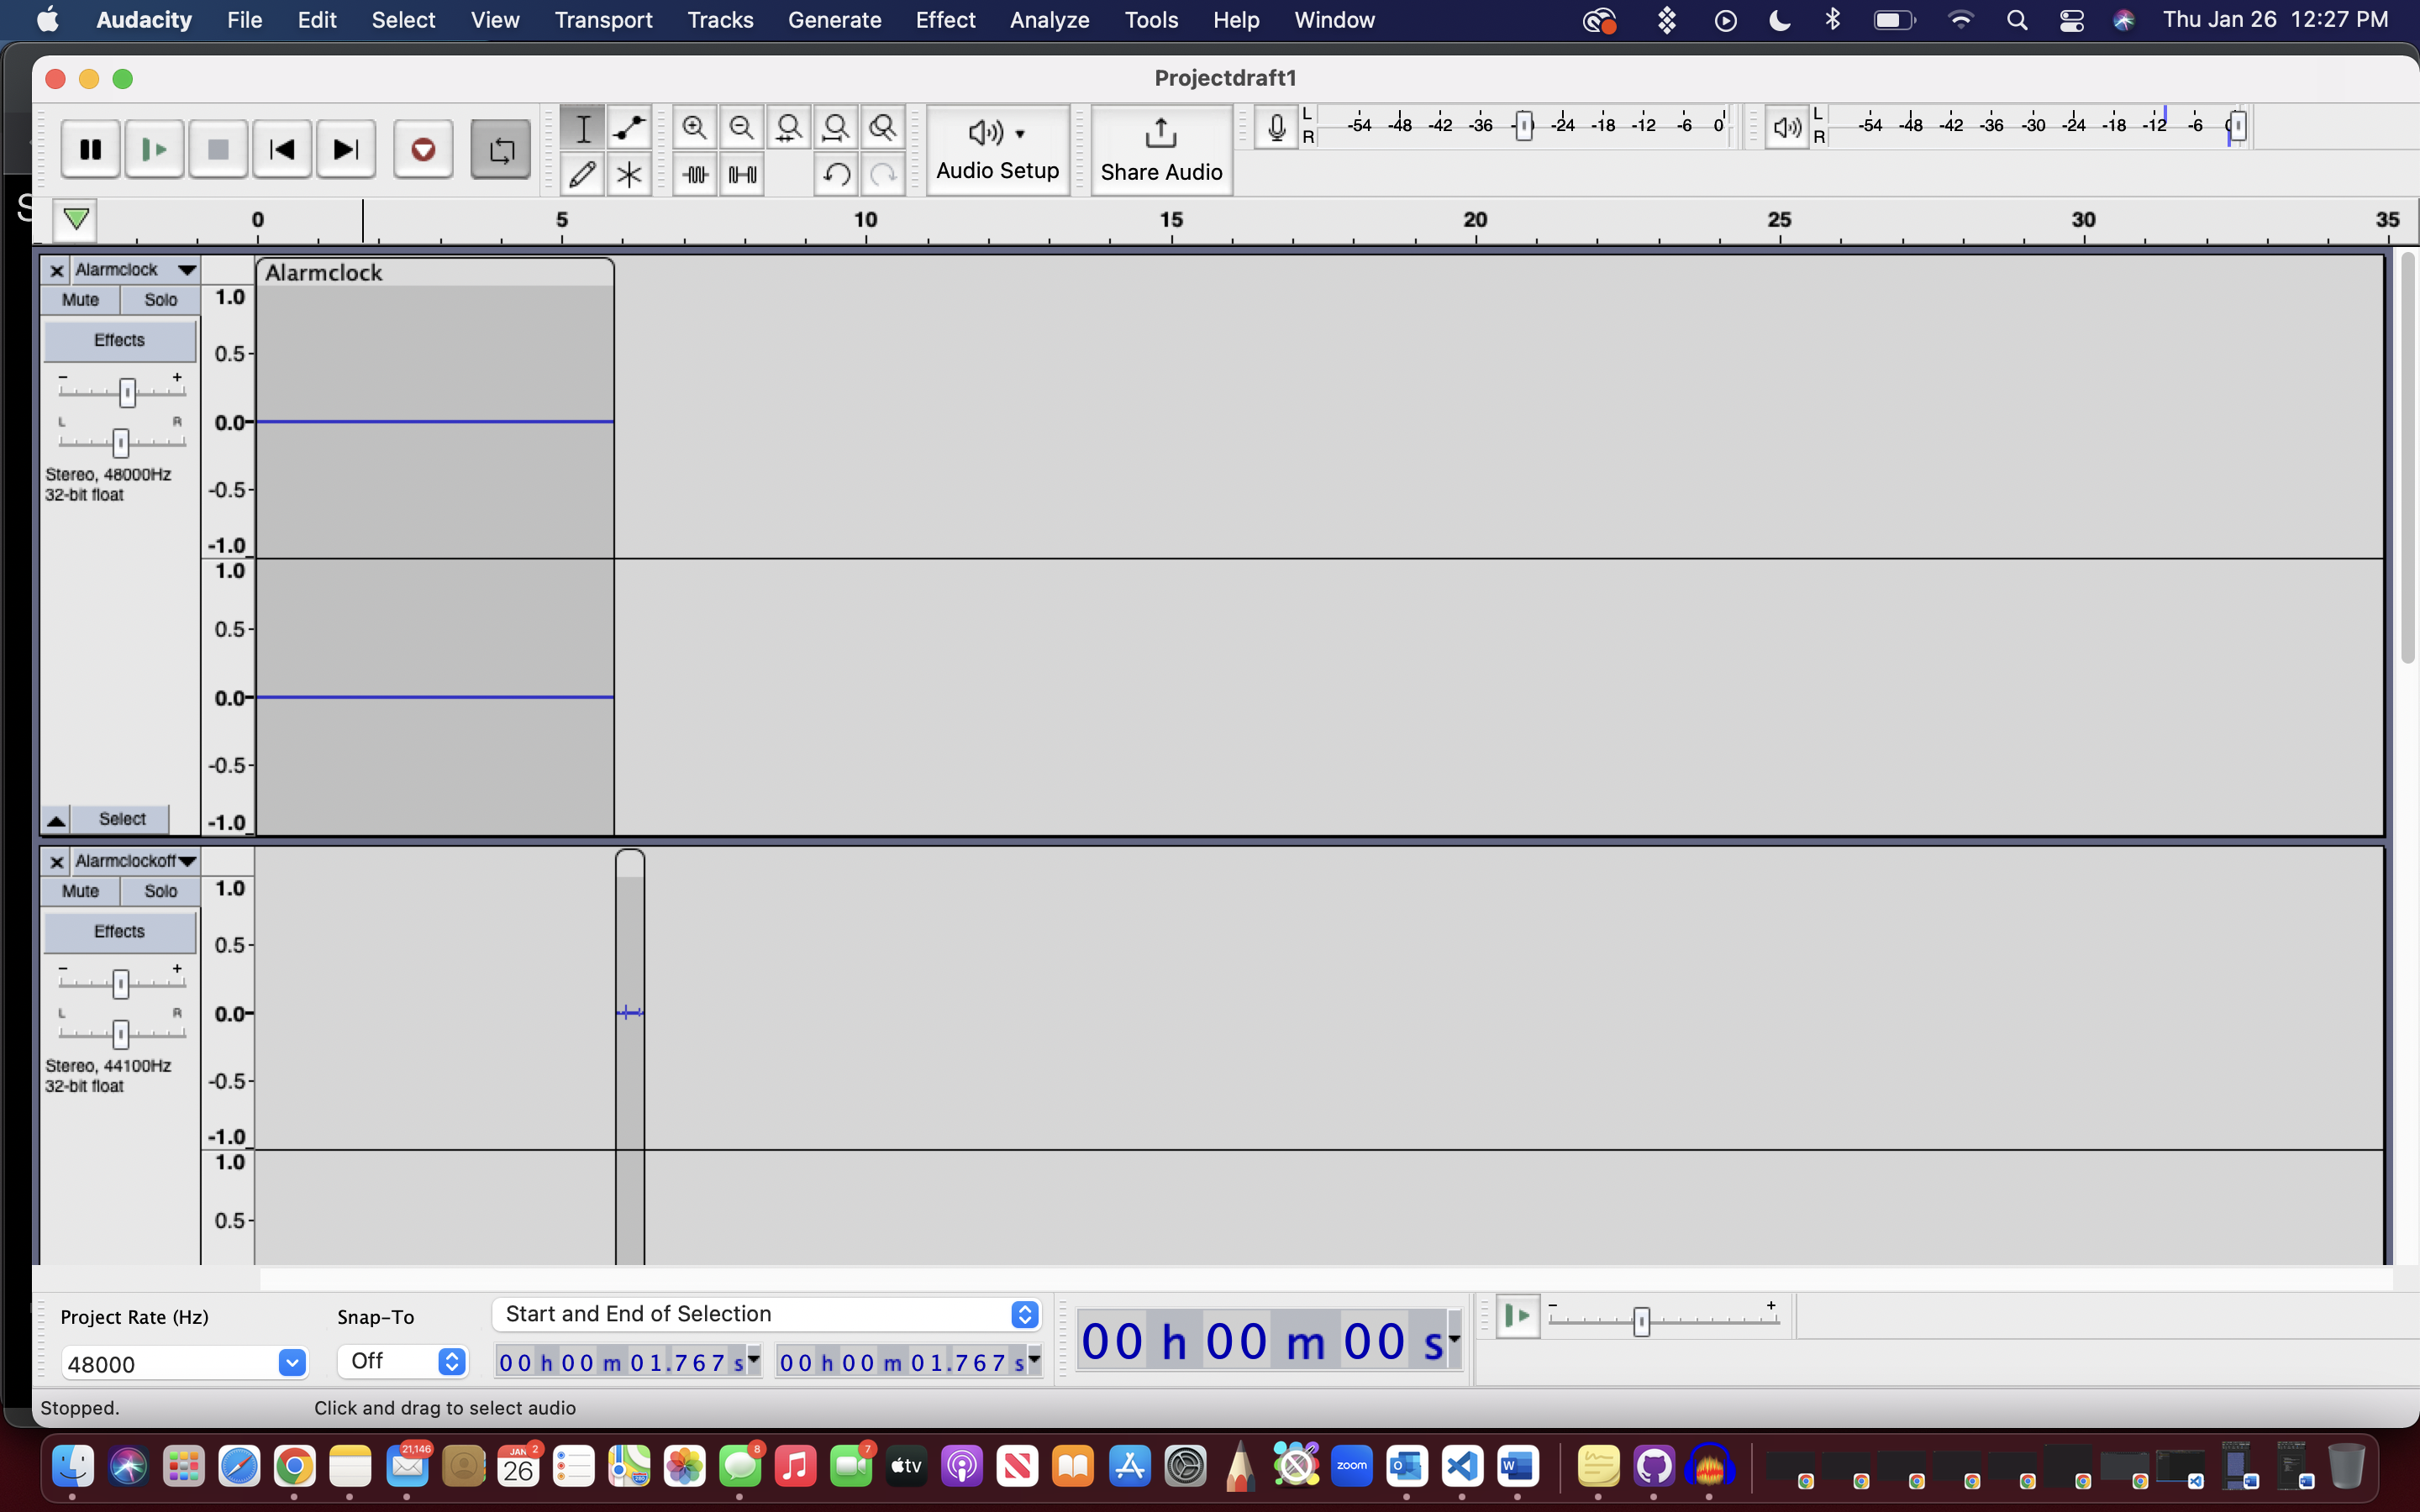 Audacity File Edit Select View Transport Tracks Generate Effect Analyze Tools Help Window Thu Jan 26 12:27 PM
Projectdraft1
Audio Setup
Share Audio
L
R
-54 -48 -42 -36 -24 -18 -12 -6 0
L
R
-54 -48 -42 -36 -30 -24 -18 -12 -6
S
0 5 10 15 20 25 30 35
Alarmclock
Alarmclock
Mute Solo
Effects
- +
L R
Stereo, 48000Hz
32-bit float
Select
1.0
0.5
0.0
-0.5
-1.0
1.0
0.5
0.0
-0.5
-1.0
Alarmclockoff
Mute Solo
Effects
- +
L R
Stereo, 44100Hz
32-bit float
1.0
0.5
0.0
-0.5
-1.0
1.0
0.5
Project Rate (Hz)
Snap-To
Start and End of Selection
48000
Off
00 h 00 m 01.767 s
00 h 00 m 01.767 s
00 h 00 m 00 s
- +
Stopped.
Click and drag to select audio
21,146
JAN 2
26
8
7
tv
zoom